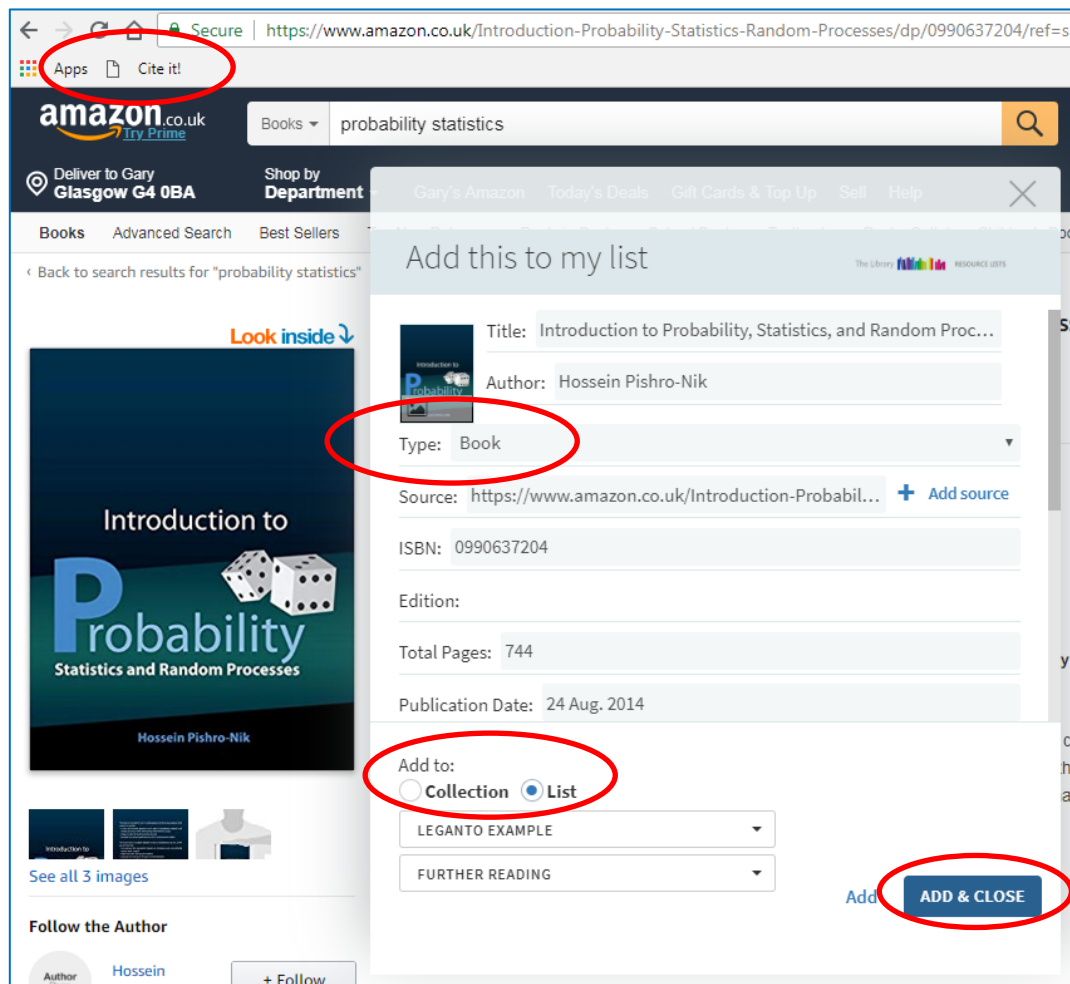 Secure | https://www.amazon.co.uk/Introduction-Probability-Statistics-Random-Processes/dp/0990637204/ref=s
Apps Cite it!
amazon.co.uk
Try Prime
Books
probability statistics
Deliver to Gary
Glasgow G4 0BA
Shop by
Department
Gary's Amazon Today's Deals Gift Cards & Top Up Sell Help
Books Advanced Search Best Sellers
‹ Back to search results for "probability statistics"
Look inside
Introduction to
Probability
Statistics and Random Processes
Hossein Pishro-Nik
See all 3 images
Follow the Author
Author
Hossein
+ Follow
Add this to my list
The Library RESOURCE LISTS
Introduction to
Probability
Title: Introduction to Probability, Statistics, and Random Proc...
Author: Hossein Pishro-Nik
Type: Book
Source: https://www.amazon.co.uk/Introduction-Probabil... + Add source
ISBN: 0990637204
Edition:
Total Pages: 744
Publication Date: 24 Aug. 2014
Add to:
Collection List
LEGANTO EXAMPLE
FURTHER READING
Add ADD & CLOSE